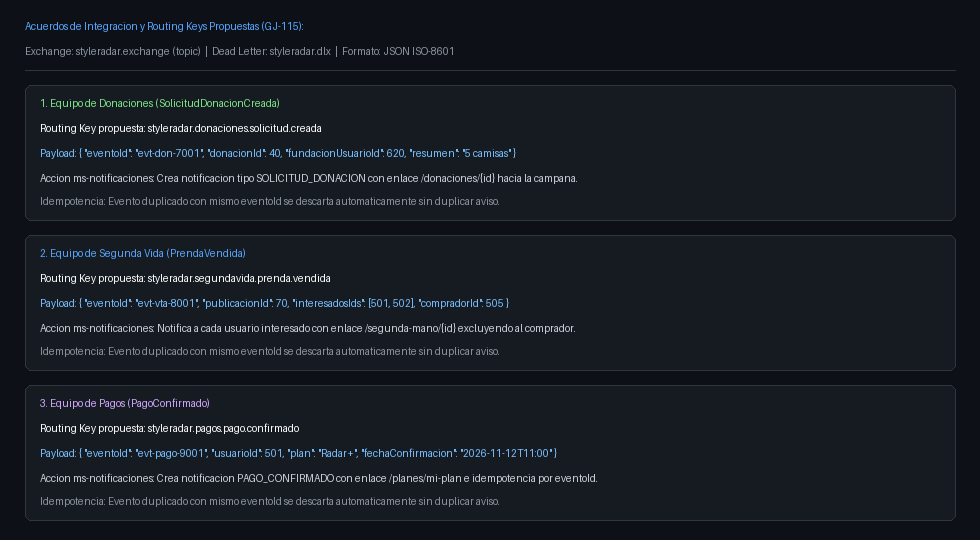 Acuerdos de Integracion y Routing Keys Propuestas (GJ-115):
Exchange: styleradar.exchange (topic) | Dead Letter: styleradar.dlx | Formato: JSON ISO-8601
1. Equipo de Donaciones (SolicitudDonacionCreada)
Routing Key propuesta: styleradar.donaciones.solicitud.creada
Payload: { "eventoId": "evt-don-7001", "donacionId": 40, "fundacionUsuarioId": 620, "resumen": "5 camisas" }
Accion ms-notificaciones: Crea notificacion tipo SOLICITUD_DONACION con enlace /donaciones/{id} hacia la campana.
Idempotencia: Evento duplicado con mismo eventoId se descarta automaticamente sin duplicar aviso.
2. Equipo de Segunda Vida (PrendaVendida)
Routing Key propuesta: styleradar.segundavida.prenda.vendida
Payload: { "eventoId": "evt-vta-8001", "publicacionId": 70, "interesadosIds": [501, 502], "compradorId": 505 }
Accion ms-notificaciones: Notifica a cada usuario interesado con enlace /segunda-mano/{id} excluyendo al comprador.
Idempotencia: Evento duplicado con mismo eventoId se descarta automaticamente sin duplicar aviso.
3. Equipo de Pagos (PagoConfirmado)
Routing Key propuesta: styleradar.pagos.pago.confirmado
Payload: { "eventoId": "evt-pago-9001", "usuarioId": 501, "plan": "Radar+", "fechaConfirmacion": "2026-11-12T11:00" }
Accion ms-notificaciones: Crea notificacion PAGO_CONFIRMADO con enlace /planes/mi-plan e idempotencia por eventoId.
Idempotencia: Evento duplicado con mismo eventoId se descarta automaticamente sin duplicar aviso.